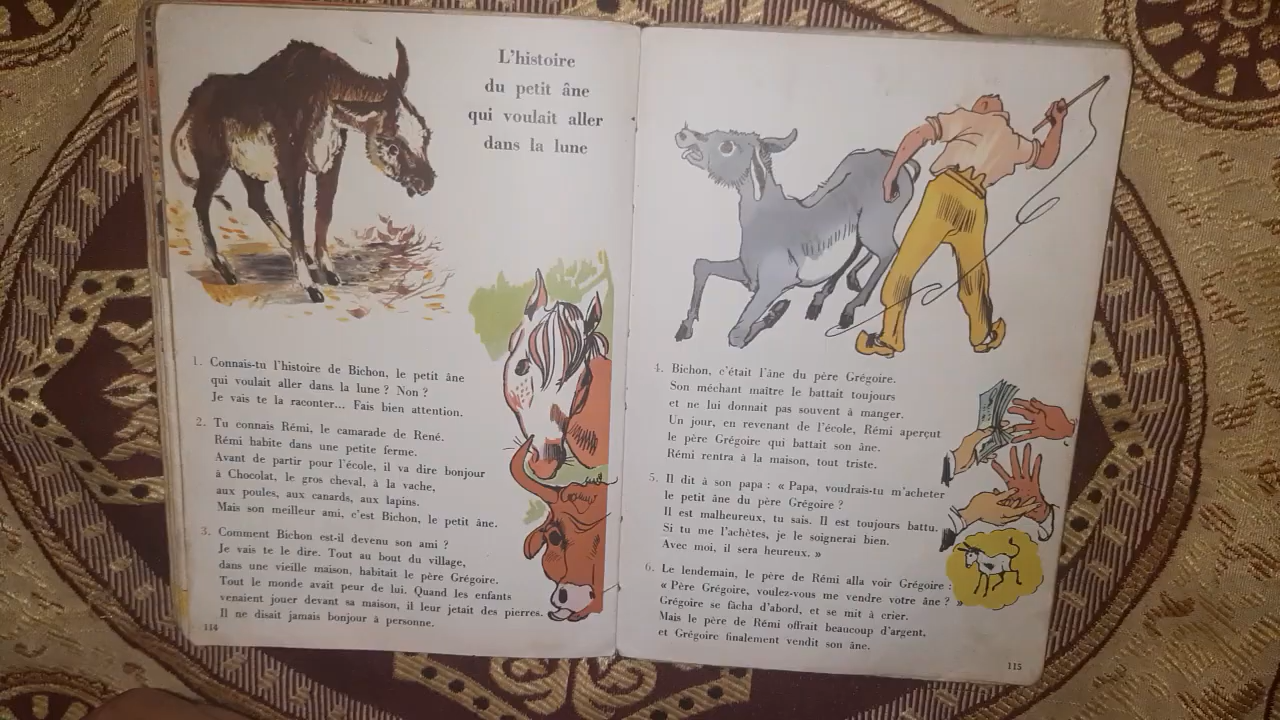 L'histoire
du petit âne
qui voulait aller
dans la lune
1. Connais-tu l'histoire de Bichon, le petit âne
qui voulait aller dans la lune ? Non ?
Je vais te la raconter... Fais bien attention.
2. Tu connais Rémi, le camarade de René.
Rémi habite dans une petite ferme.
Avant de partir pour l'école, il va dire bonjour
à Chocolat, le gros cheval, à la vache,
aux poules, aux canards, aux lapins.
Mais son meilleur ami, c'est Bichon, le petit âne.
3. Comment Bichon est-il devenu son ami ?
Je vais te le dire. Tout au bout du village,
dans une vieille maison, habitait le père Grégoire.
Tout le monde avait peur de lui. Quand les enfants
venaient jouer devant sa maison, il leur jetait des pierres.
Il ne disait jamais bonjour à personne.
114
4. Bichon, c'était l'âne du père Grégoire.
Son méchant maître le battait toujours
et ne lui donnait pas souvent à manger.
Un jour, en revenant de l'école, Rémi aperçut
le père Grégoire qui battait son âne.
Rémi rentra à la maison, tout triste.
5. Il dit à son papa : « Papa, voudrais-tu m'acheter
le petit âne du père Grégoire ?
Il est malheureux, tu sais. Il est toujours battu.
Si tu me l'achètes, je le soignerai bien.
Avec moi, il sera heureux. »
6. Le lendemain, le père de Rémi alla voir Grégoire :
« Père Grégoire, voulez-vous me vendre votre âne ? »
Grégoire se fâcha d'abord, et se mit à crier.
Mais le père de Rémi offrait beaucoup d'argent,
et Grégoire finalement vendit son âne.
115